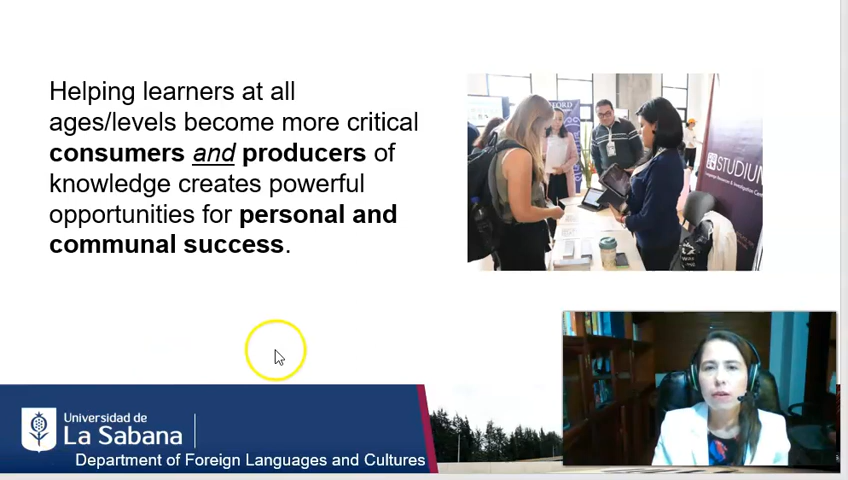 Helping learners at all
ages/levels become more critical
consumers and producers of
knowledge creates powerful
opportunities for personal and
communal success.
STUDIUM
Universidad de
La Sabana
Department of Foreign Languages and Cultures